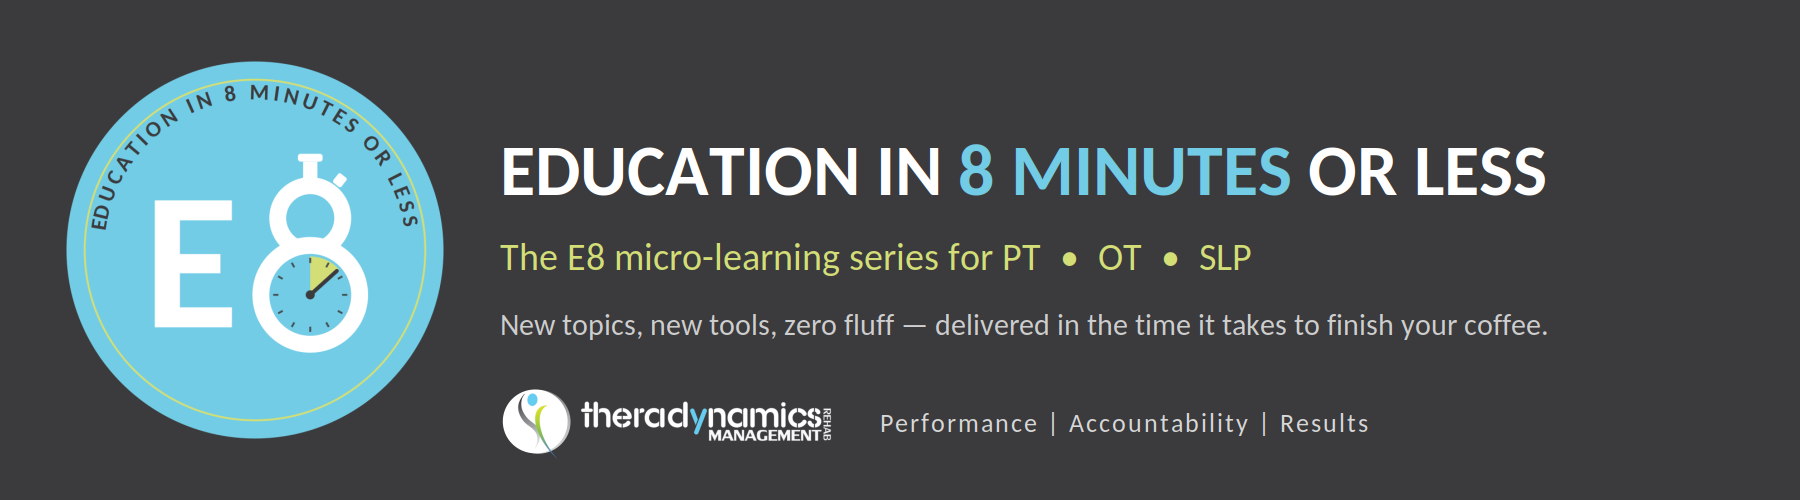 EDUCATION IN 8 MINUTES OR LESS
E8
EDUCATION IN 8 MINUTES OR LESS
The E8 micro-learning series for PT • OT • SLP
New topics, new tools, zero fluff — delivered in the time it takes to finish your coffee.
theradynamics
REHAB
MANAGEMENT
Performance | Accountability | Results